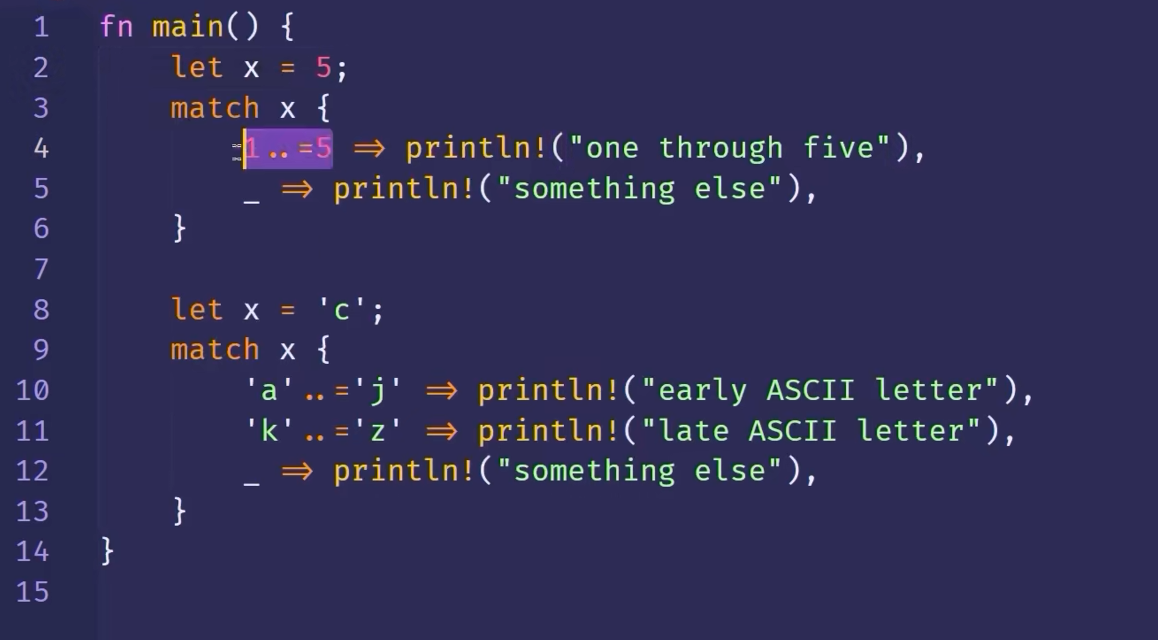 1 fn main() {
2 let x = 5;
3 match x {
4 1..=5 => println!("one through five"),
5 _ => println!("something else"),
6 }
7
8 let x = 'c';
9 match x {
10 'a'..='j' => println!("early ASCII letter"),
11 'k'..='z' => println!("late ASCII letter"),
12 _ => println!("something else"),
13 }
14 }
15